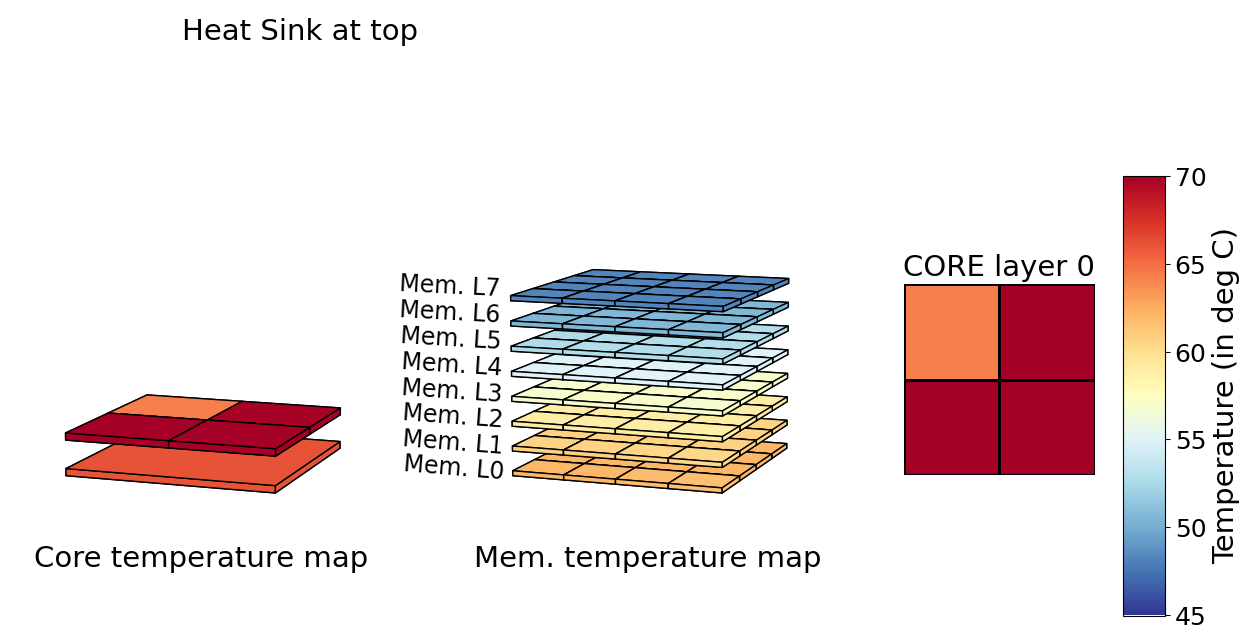 Heat Sink at top
Mem. L7
Mem. L6
Mem. L5
Mem. L4
Mem. L3
Mem. L2
Mem. L1
Mem. L0
Core temperature map
Mem. temperature map
CORE layer 0
70
65
60
55
50
45
Temperature (in deg C)